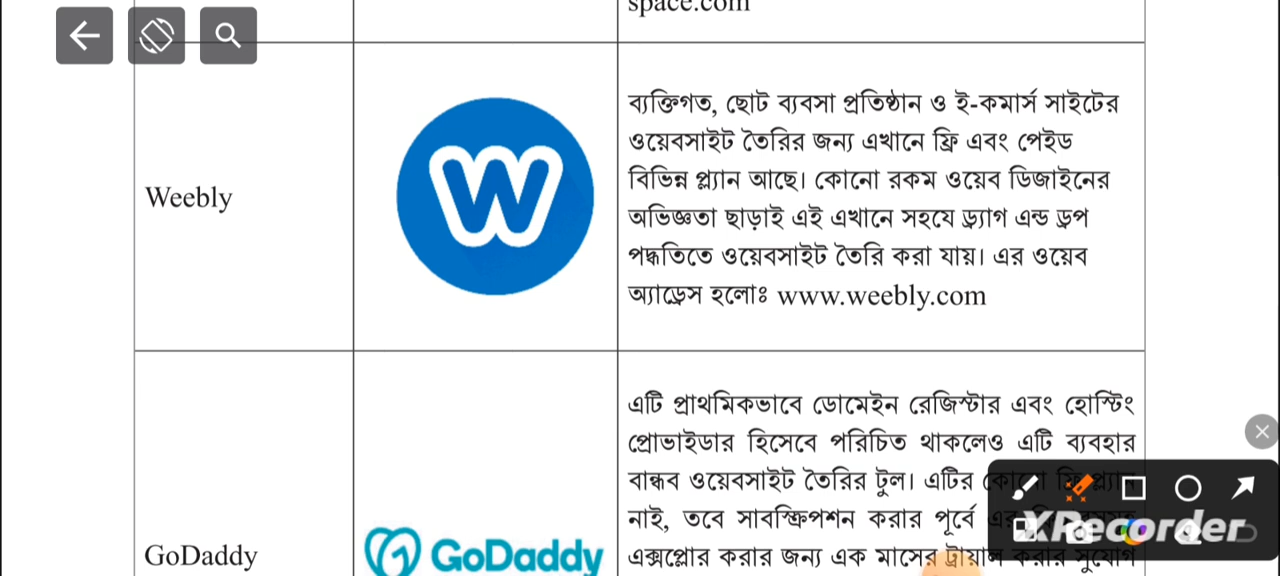 space.com
Weebly
W
ব্যক্তিগত, ছোট ব্যবসা প্রতিষ্ঠান ও ই-কমার্স সাইটের
ওয়েবসাইট তৈরির জন্য এখানে ফ্রি এবং পেইড
বিভিন্ন প্ল্যান আছে। কোনো রকম ওয়েব ডিজাইনের
অভিজ্ঞতা ছাড়াই এই এখানে সহযে ড্র্যাগ এন্ড ড্রপ
পদ্ধতিতে ওয়েবসাইট তৈরি করা যায়। এর ওয়েব
অ্যাড্রেস হলোঃ www.weebly.com
এটি প্রাথমিকভাবে ডোমেইন রেজিস্টার এবং হোস্টিং
প্রোভাইডার হিসেবে পরিচিত থাকলেও এটি ব্যবহার
বান্ধব ওয়েবসাইট তৈরির টুল। এটির কোনো ফ্রি প্ল্যান
নাই, তবে সাবস্ক্রিপশন করার পূর্বে এর
এক্সপ্লোর করার জন্য এক মাসের ট্রায়াল করার সুযোগ
GoDaddy
GoDaddy
XRecorder